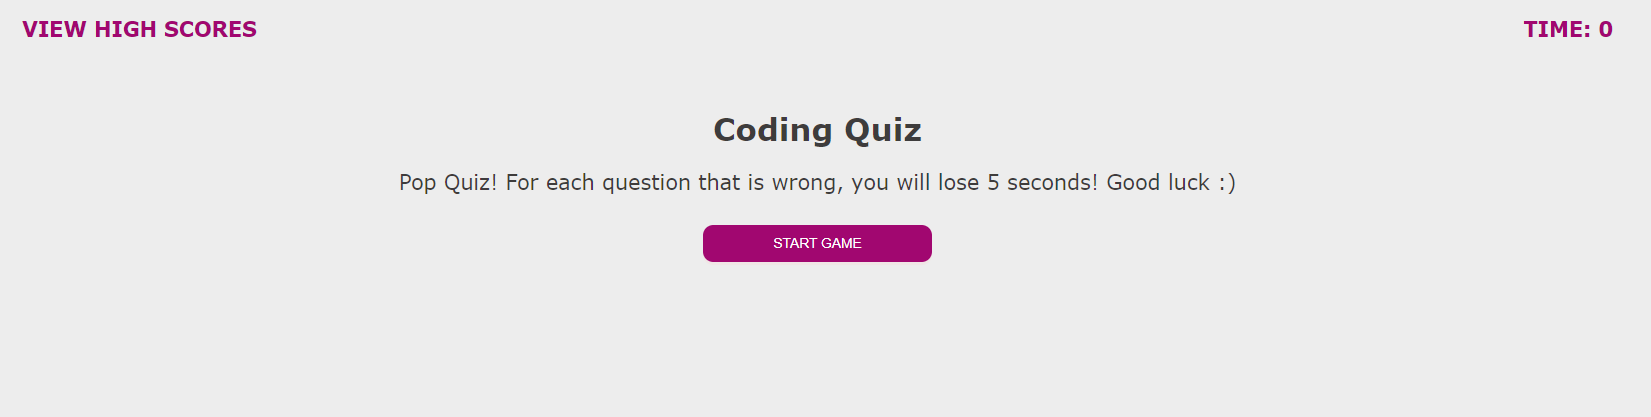 VIEW HIGH SCORES
TIME: 0
Coding Quiz
Pop Quiz! For each question that is wrong, you will lose 5 seconds! Good luck :)
START GAME